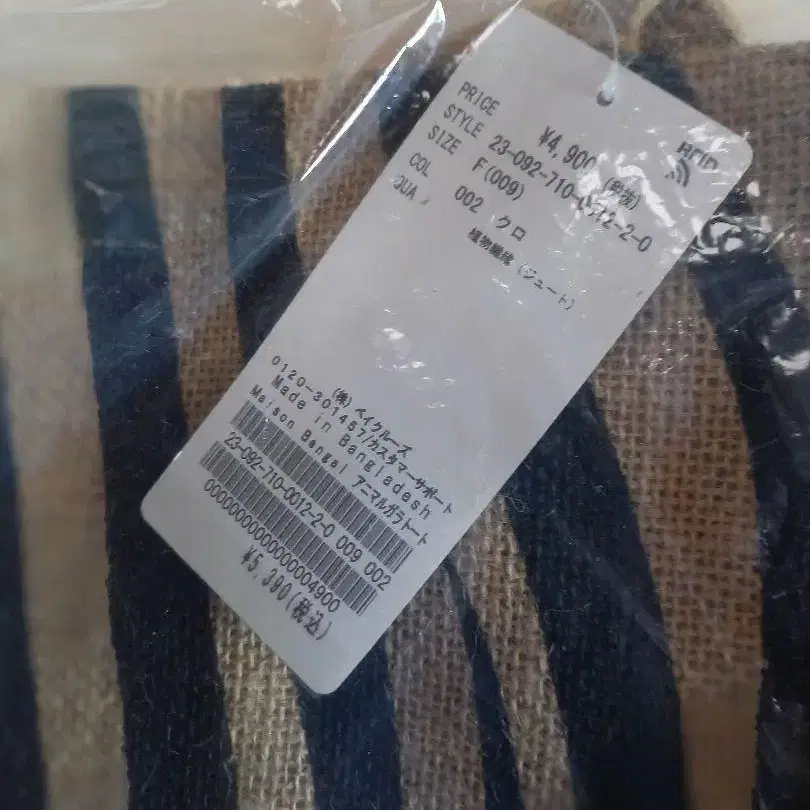 RFID
PRICE ¥4,900 (税抜)
STYLE 23-092-710-0012-2-0
SIZE F(009)
COL 002 クロ
QUA 植物繊維 (ジュート)
(株) ベイクルーズ
0120-301457/カスタマーサポート
Made in Bangladesh
Maison Bengal アニマルガラトート
23-092-710-0012-2-0 009 002
0000000000000004900
¥5,390(税込)